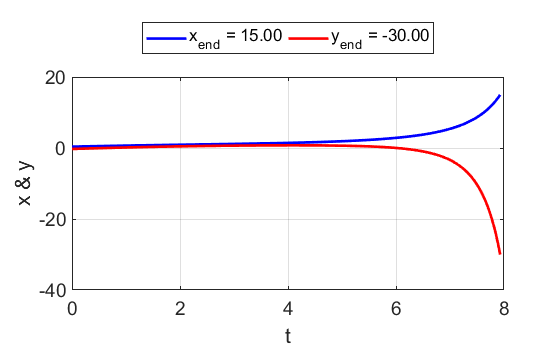 x_end = 15.00 y_end = -30.00
20
0
-20
-40
x & y
0 2 4 6 8
t